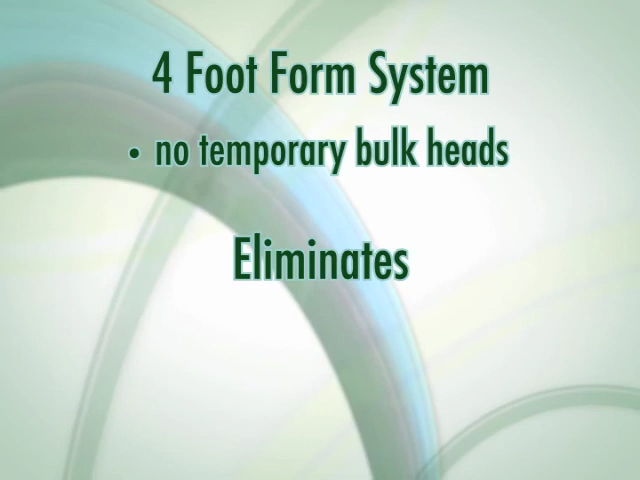 4 Foot Form System
• no temporary bulk heads
Eliminates